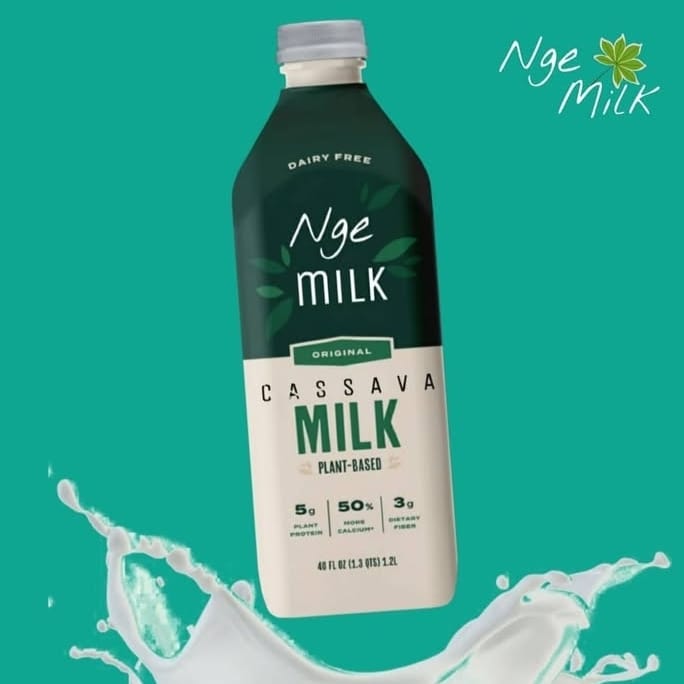 Nge
MiLK
DAIRY FREE
Nge
MILK
ORIGINAL
CASSAVA
MILK
PLANT-BASED
5g
PLANT
PROTEIN
50%
MORE
CALCIUM*
3g
DIETARY
FIBER
40 FL OZ (1.3 QTS) 1.2L